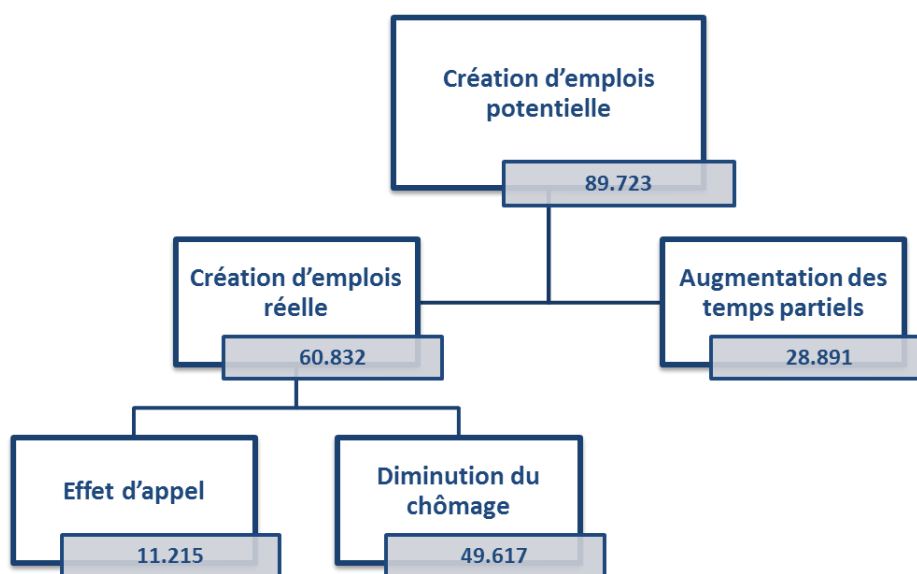 Création d'emplois
potentielle
89.723
Création d'emplois
réelle
60.832
Augmentation des
temps partiels
28.891
Effet d'appel
11.215
Diminution du
chômage
49.617